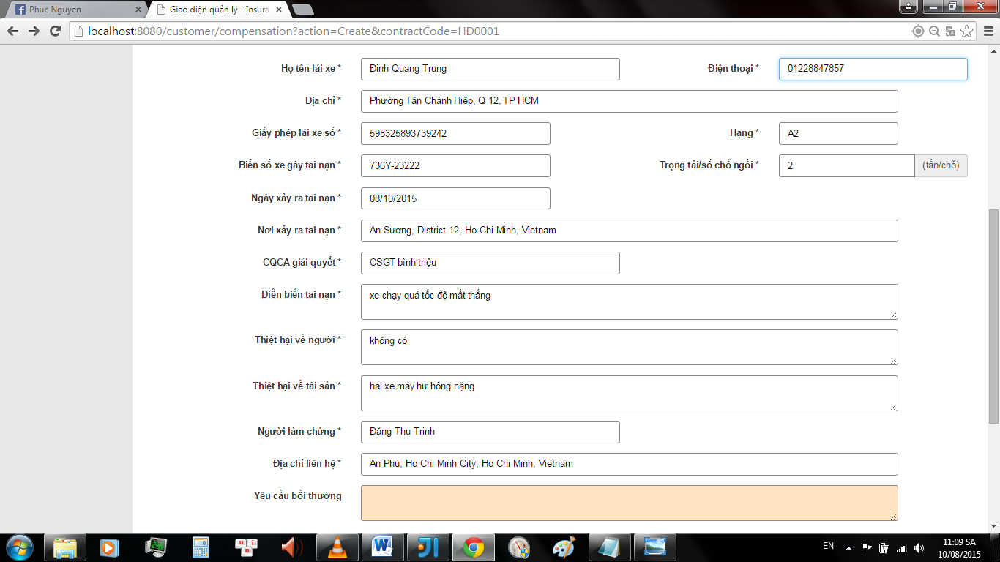 Phuc Nguyen
Giao diện quản lý - Insura
localhost:8080/customer/compensation?action=Create&contractCode=HD0001
Họ tên lái xe * Đinh Quang Trung Điện thoại * 01228847857
Địa chỉ * Phường Tân Chánh Hiệp, Q 12, TP HCM
Giấy phép lái xe số * 598325893739242 Hạng * A2
Biển số xe gây tai nạn * 736Y-23222 Trọng tải/số chỗ ngồi * 2 (tấn/chỗ)
Ngày xảy ra tai nạn * 08/10/2015
Nơi xảy ra tai nạn * An Sương, District 12, Ho Chi Minh, Vietnam
CQCA giải quyết * CSGT bình triệu
Diễn biến tai nạn * xe chạy quá tốc độ mất thắng
Thiệt hại về người * không có
Thiệt hại về tài sản * hai xe máy hư hỏng nặng
Người làm chứng * Đăng Thu Trinh
Địa chỉ liên hệ * An Phú, Ho Chi Minh City, Ho Chi Minh, Vietnam
Yêu cầu bồi thường
EN 11:09 SA
10/08/2015